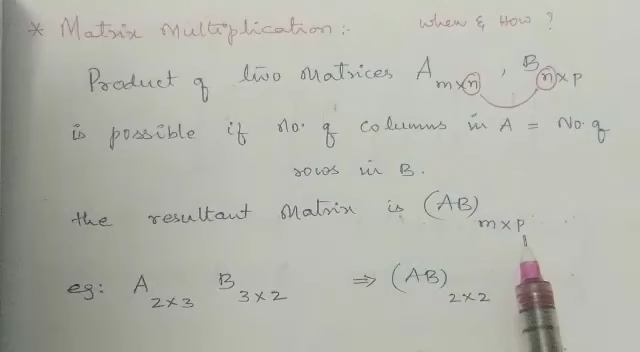 * Matrix Multiplication:- When & How?
Product of two Matrices A m×n , B n×p
is possible if No. of columns in A = No. of
rows in B.
the resultant Matrix is (AB) m×p
eg: A 2×3 B 3×2 ⇒ (AB) 2×2